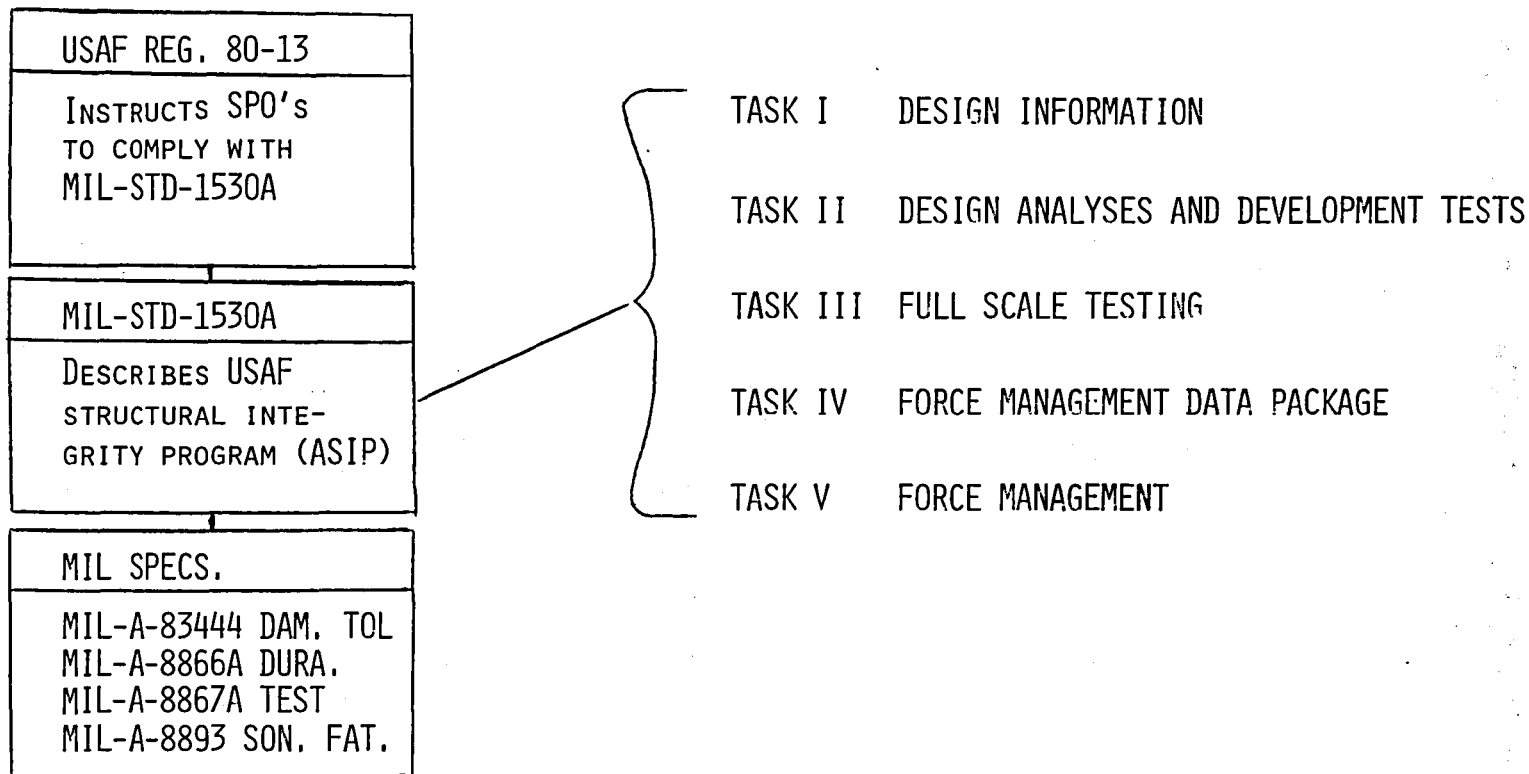 USAF REG. 80-13
INSTRUCTS SPO's
TO COMPLY WITH
MIL-STD-1530A
MIL-STD-1530A
DESCRIBES USAF
STRUCTURAL INTE-
GRITY PROGRAM (ASIP)
MIL SPECS.
MIL-A-83444 DAM. TOL
MIL-A-8866A DURA.
MIL-A-8867A TEST
MIL-A-8893 SON. FAT.
TASK I DESIGN INFORMATION
TASK II DESIGN ANALYSES AND DEVELOPMENT TESTS
TASK III FULL SCALE TESTING
TASK IV FORCE MANAGEMENT DATA PACKAGE
TASK V FORCE MANAGEMENT